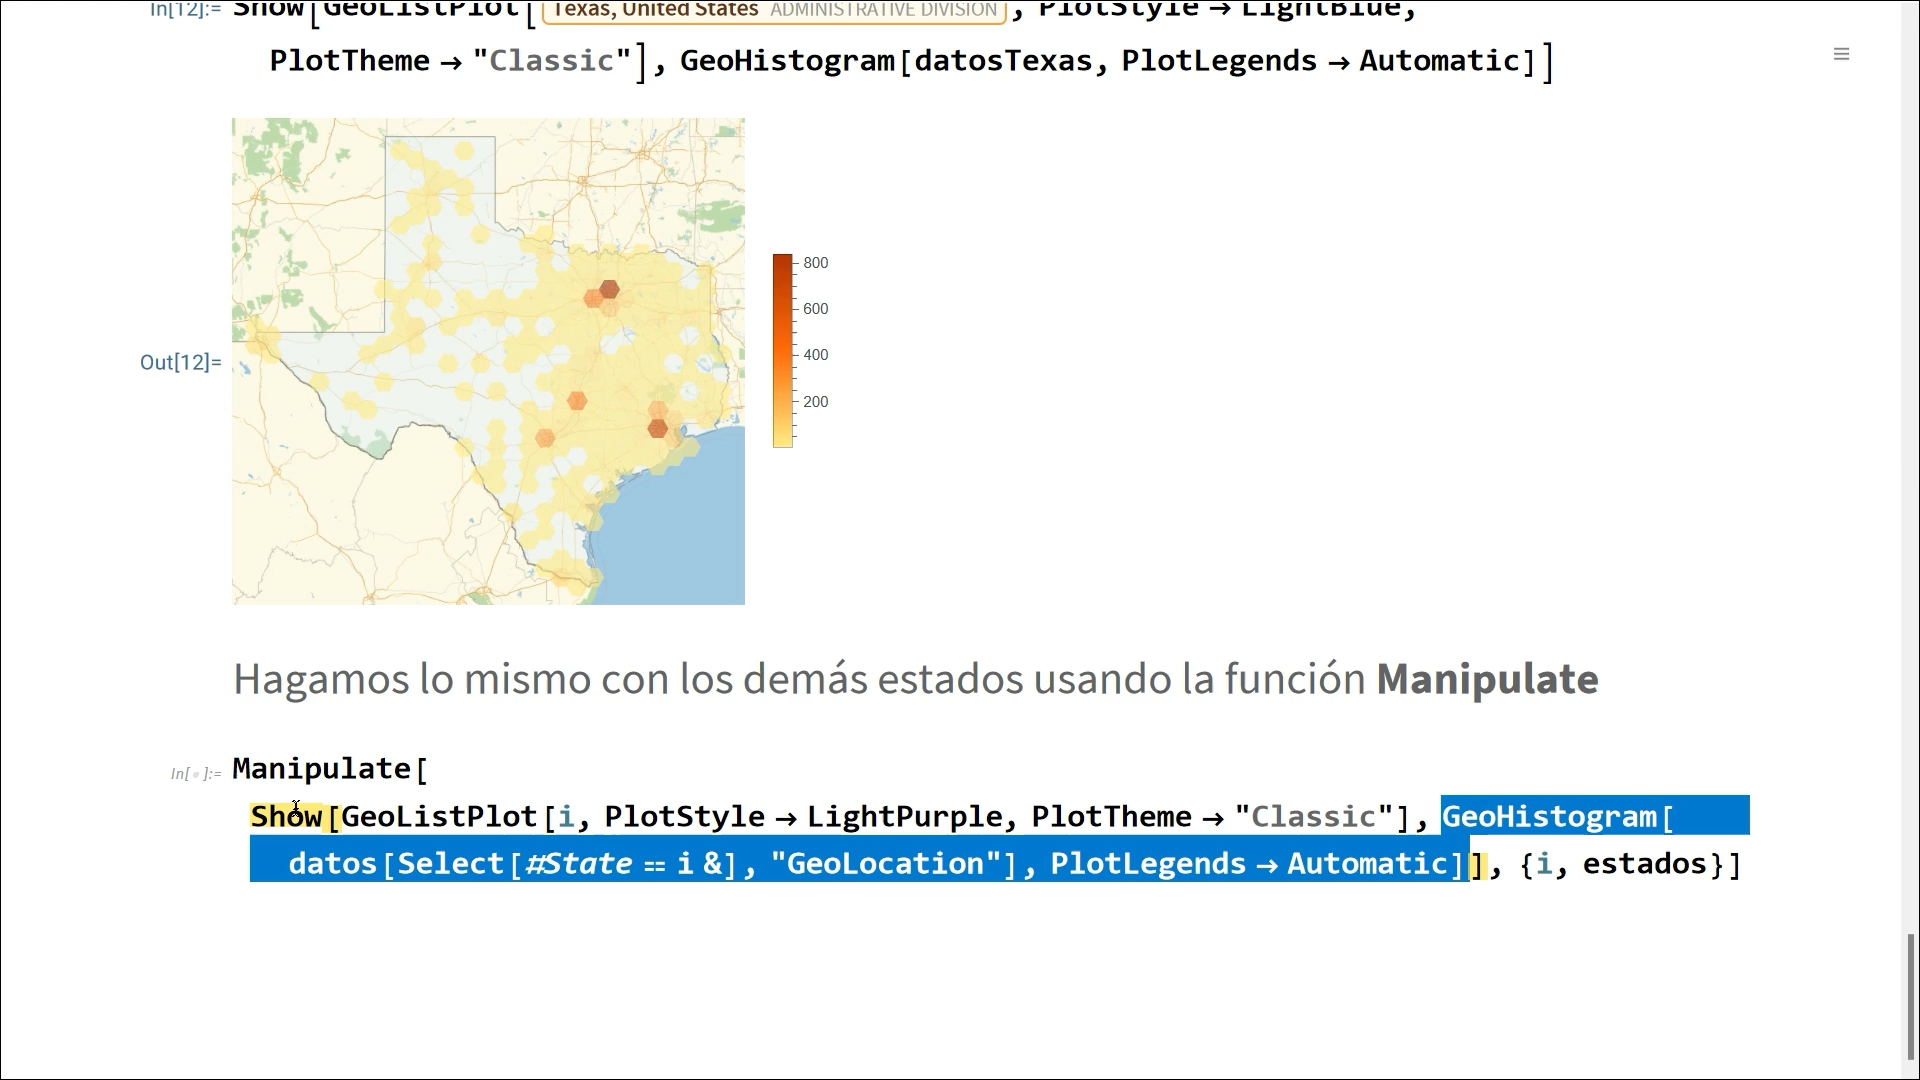 In[12]:= Show[GeoListPlot[Texas, United States ADMINISTRATIVE DIVISION, PlotStyle → LightBlue,
PlotTheme → "Classic"], GeoHistogram[datosTexas, PlotLegends → Automatic]]
Out[12]=
800
600
400
200
Hagamos lo mismo con los demás estados usando la función Manipulate
In[ ]:= Manipulate[
Show[GeoListPlot[i, PlotStyle → LightPurple, PlotTheme → "Classic"], GeoHistogram[
datos[Select[#State == i &], "GeoLocation"], PlotLegends → Automatic]], {i, estados}]